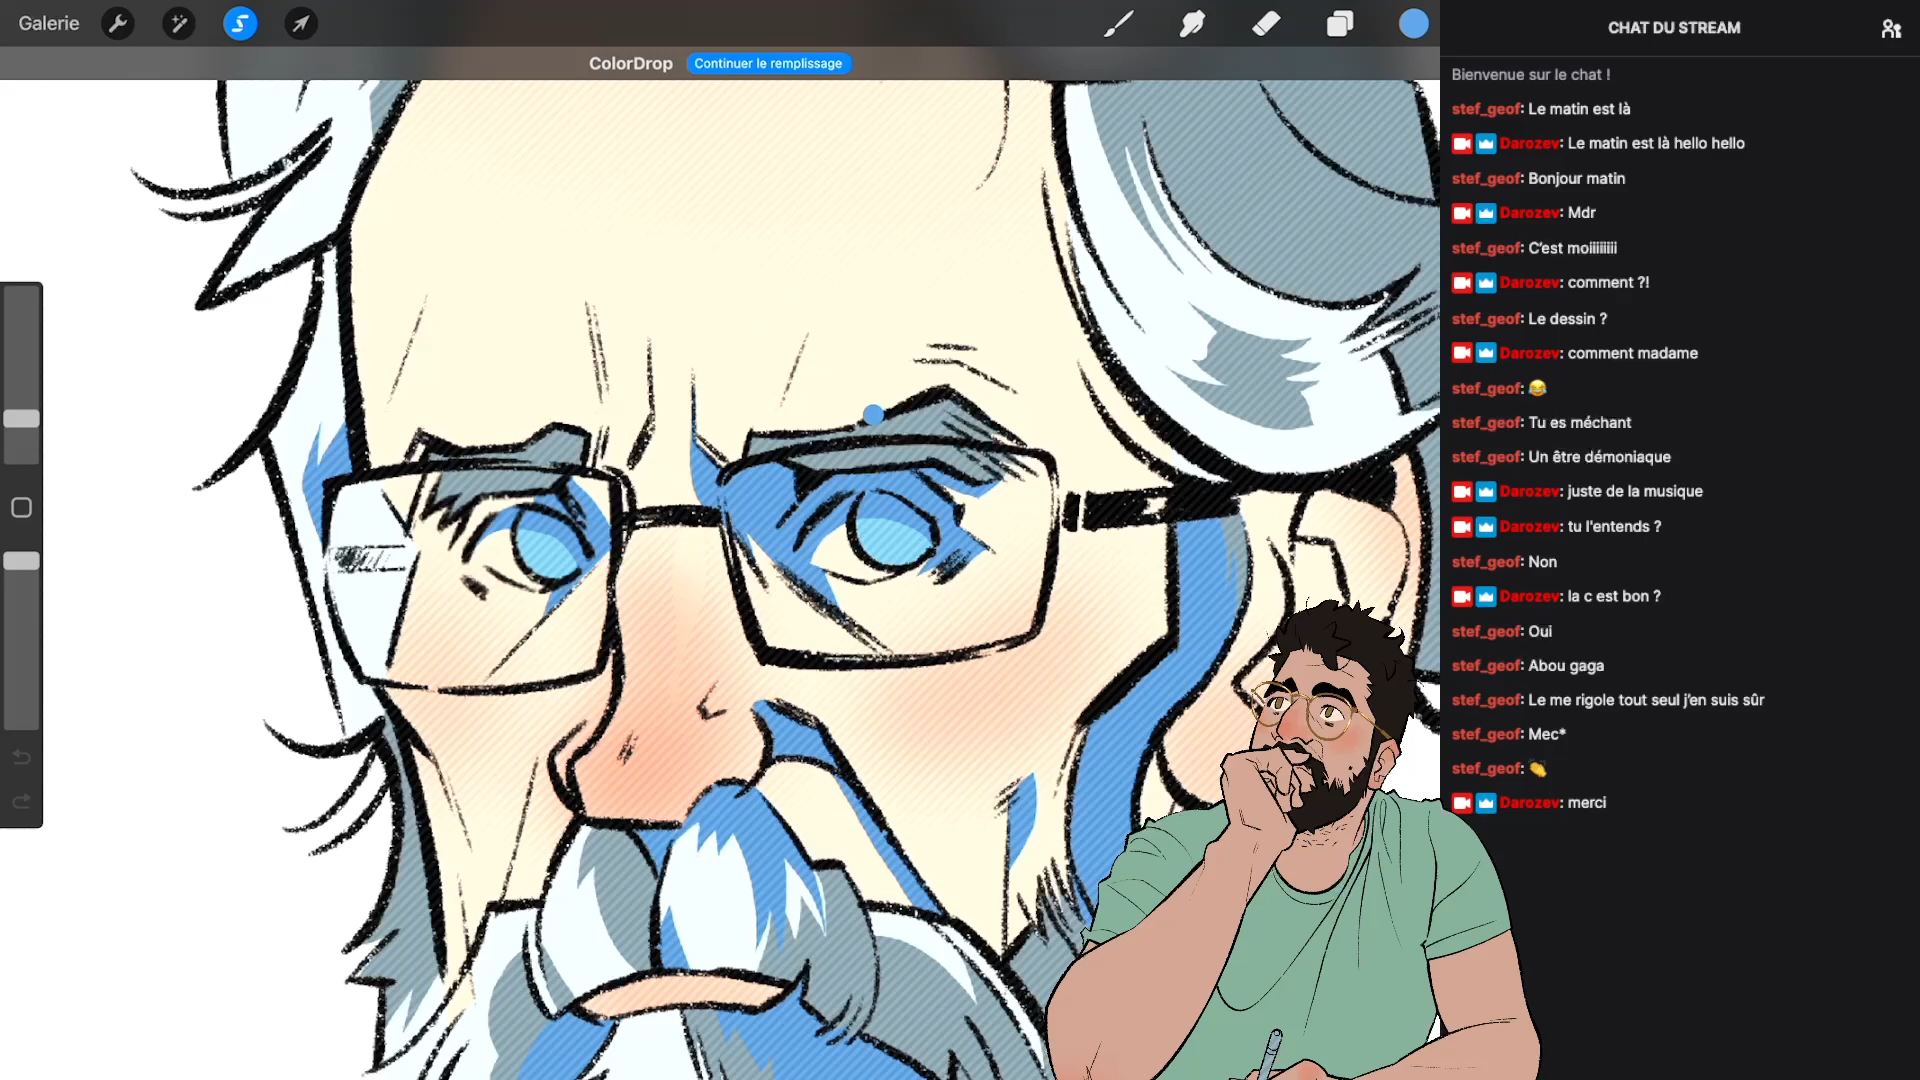 Galerie
ColorDrop
Continuer le remplissage
CHAT DU STREAM
Bienvenue sur le chat !
stef_geof: Le matin est là
Darozev: Le matin est là hello hello
stef_geof: Bonjour matin
Darozev: Mdr
stef_geof: C'est moiiiiiiiii
Darozev: comment ?!
stef_geof: Le dessin ?
Darozev: comment madame
stef_geof: 😂
stef_geof: Tu es méchant
stef_geof: Un être démoniaque
Darozev: juste de la musique
Darozev: tu l'entends ?
stef_geof: Non
Darozev: la c est bon ?
stef_geof: Oui
stef_geof: Abou gaga
stef_geof: Le me rigole tout seul j'en suis sûr
stef_geof: Mec*
stef_geof: 👏
Darozev: merci